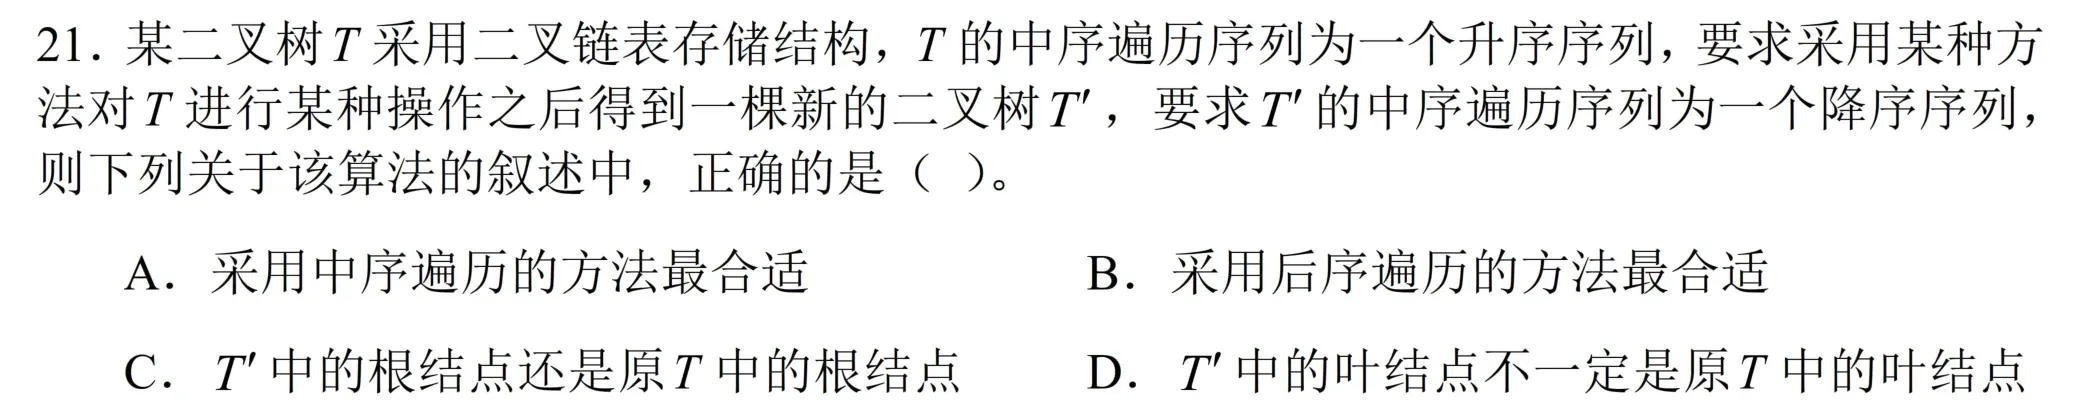 21. 某二叉树T采用二叉链表存储结构，T的中序遍历序列为一个升序序列，要求采用某种方
法对T进行某种操作之后得到一棵新的二叉树T′，要求T′的中序遍历序列为一个降序序列，
则下列关于该算法的叙述中，正确的是（ ）。
A. 采用中序遍历的方法最合适 B. 采用后序遍历的方法最合适
C. T′中的根结点还是原T中的根结点 D. T′中的叶结点不一定是原T中的叶结点